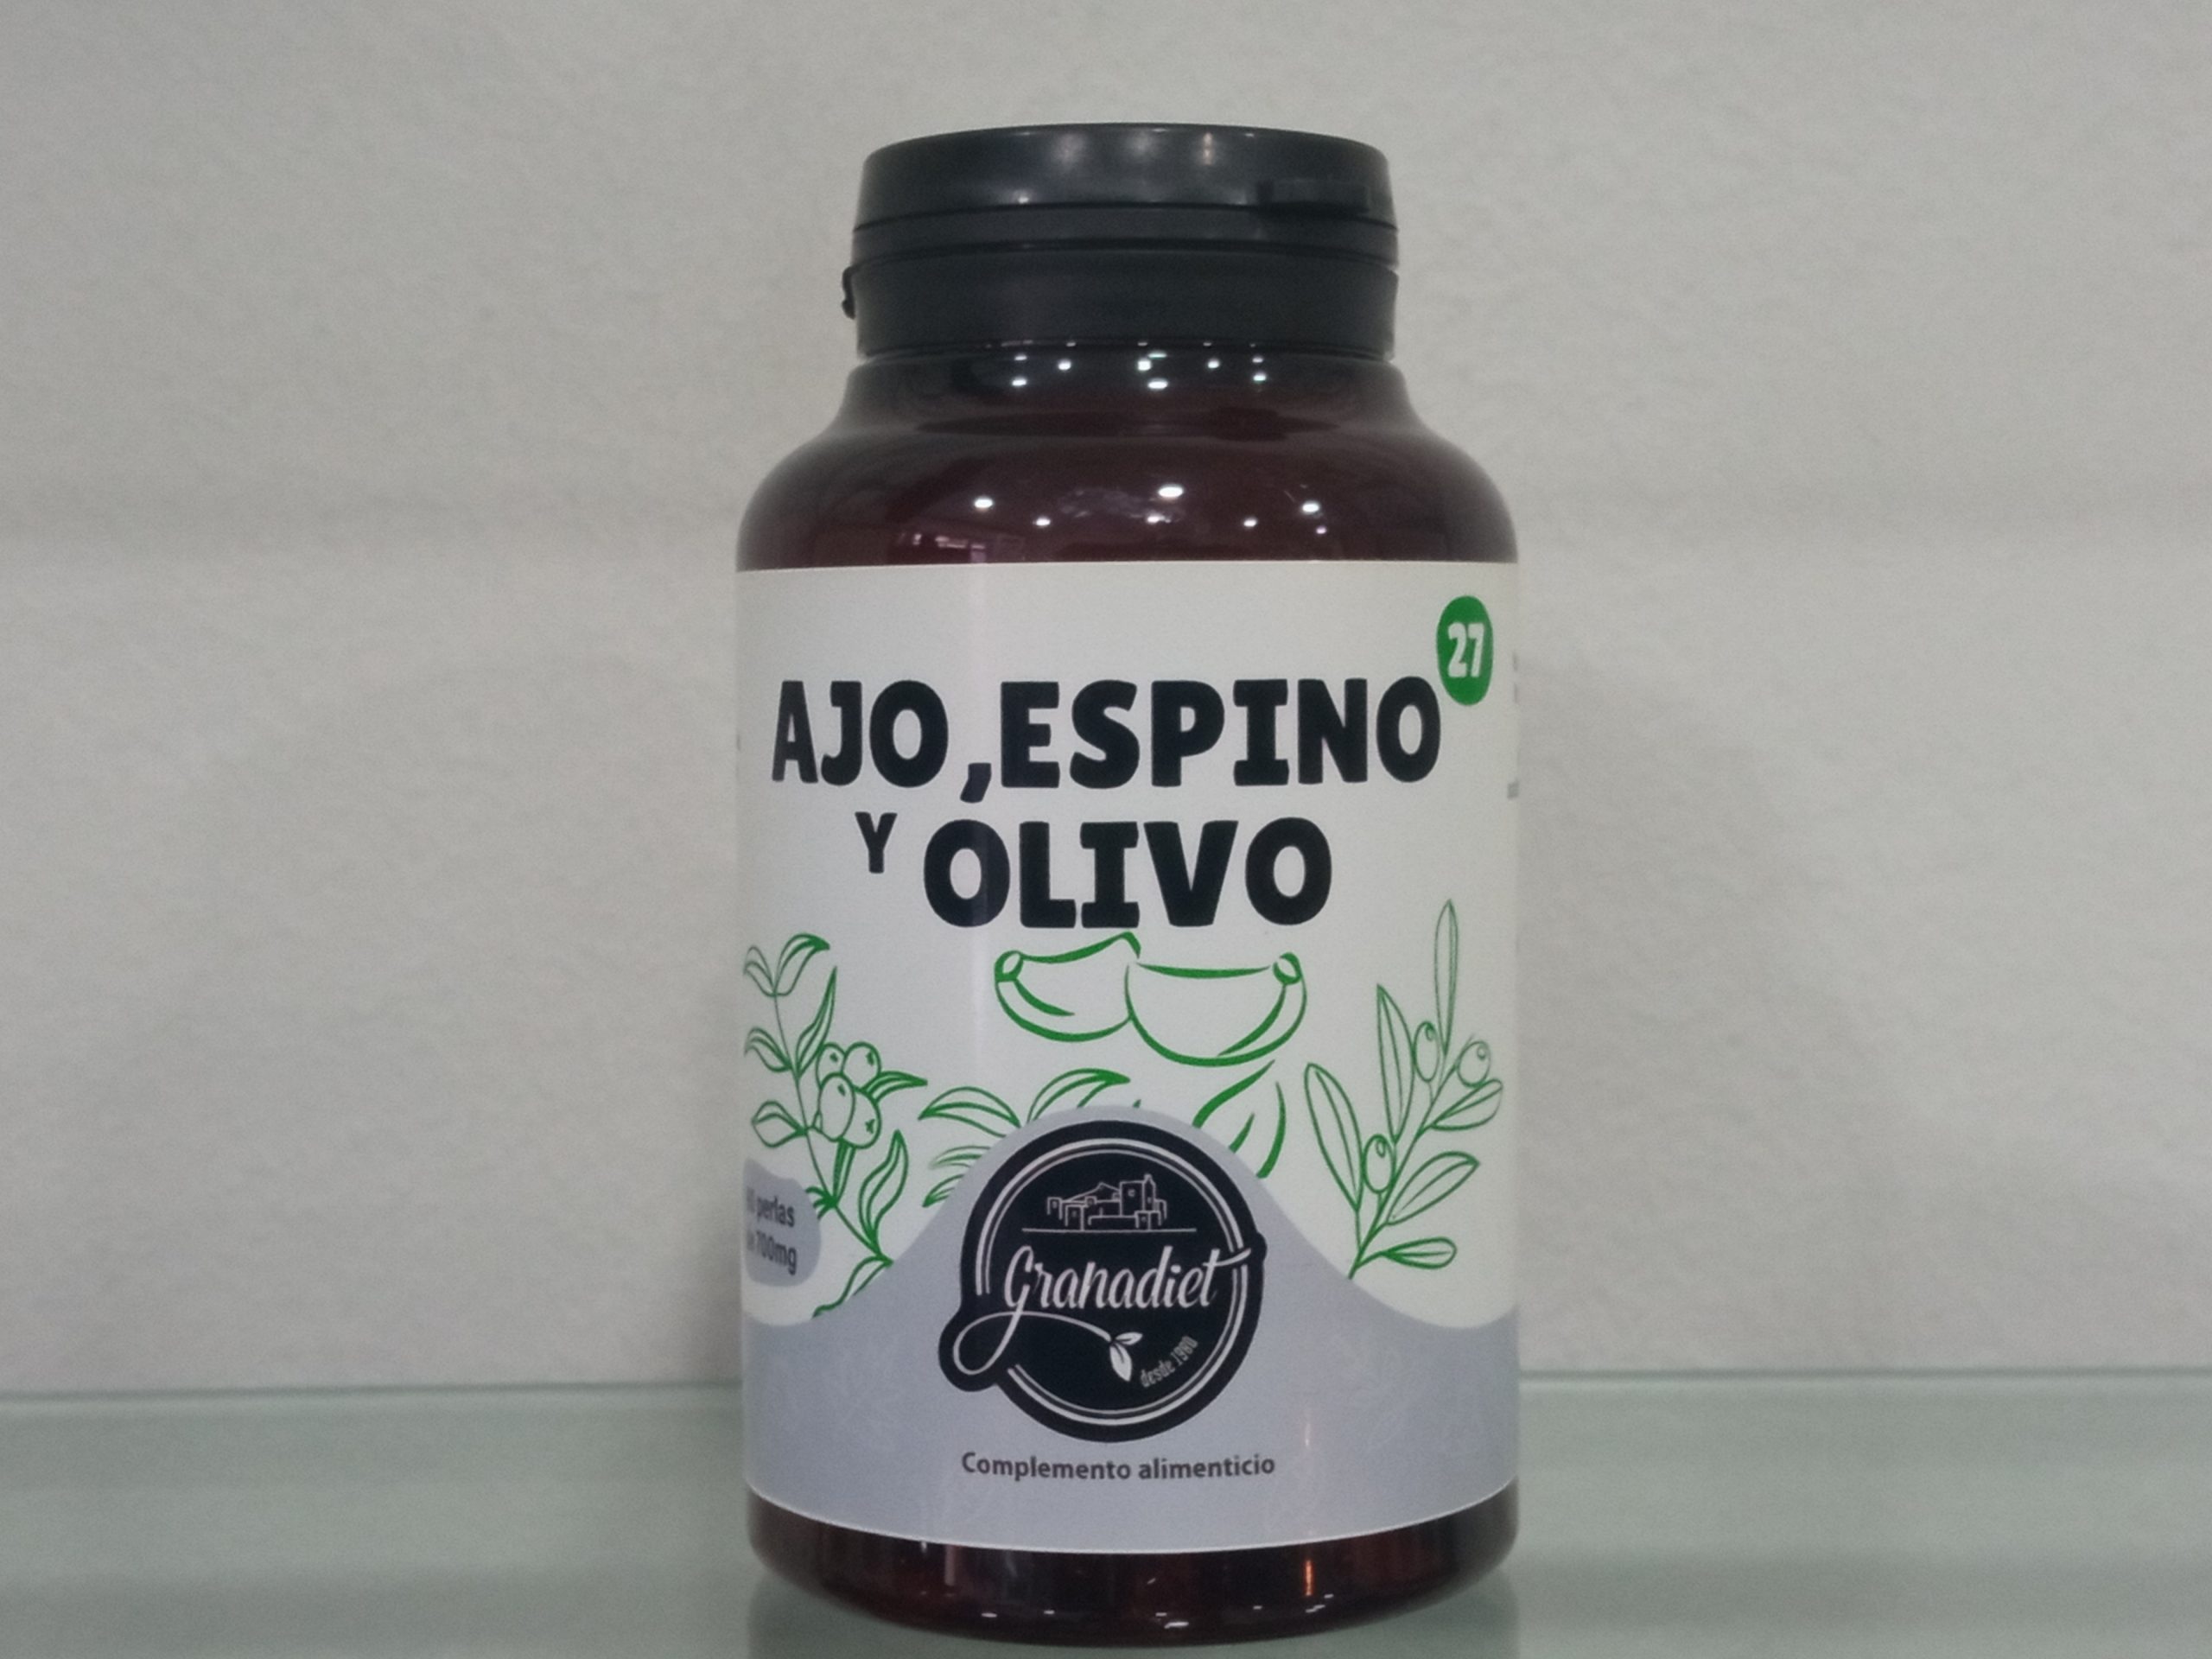 27
AJO, ESPINO
Y OLIVO
perlas
700mg
Granadiet
desde 1980
Complemento alimenticio